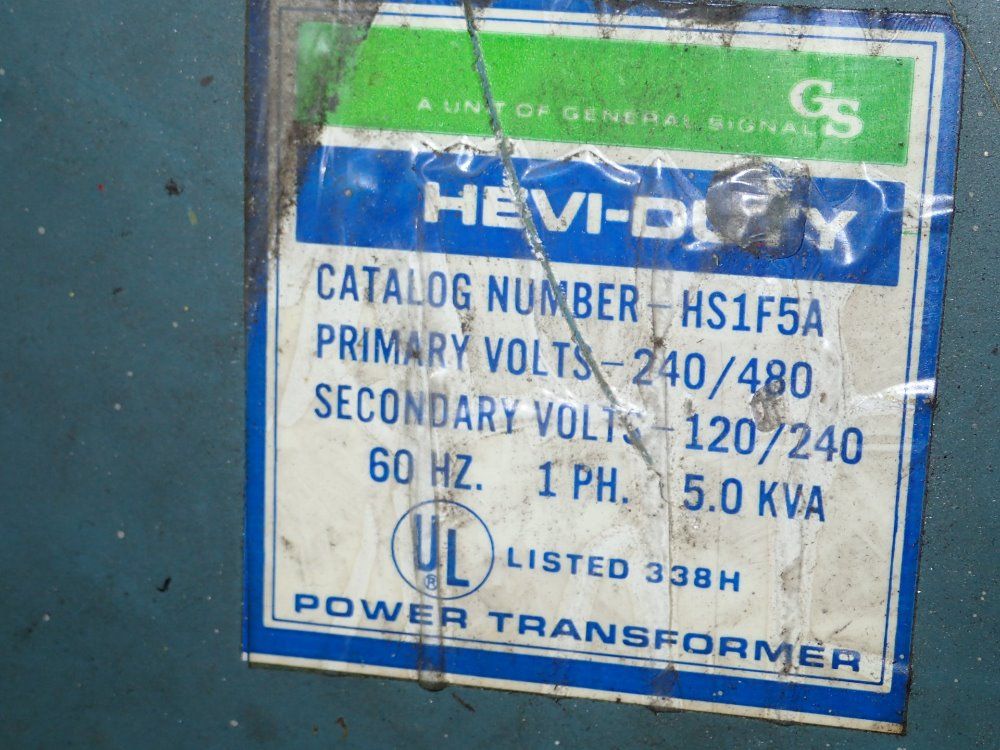 GS
A UNIT OF GENERAL SIGNAL
HEVI-DUTY
CATALOG NUMBER - HS1F5A
PRIMARY VOLTS - 240/480
SECONDARY VOLTS - 120/240
60 HZ. 1 PH. 5.0 KVA
UL® LISTED 338H
POWER TRANSFORMER